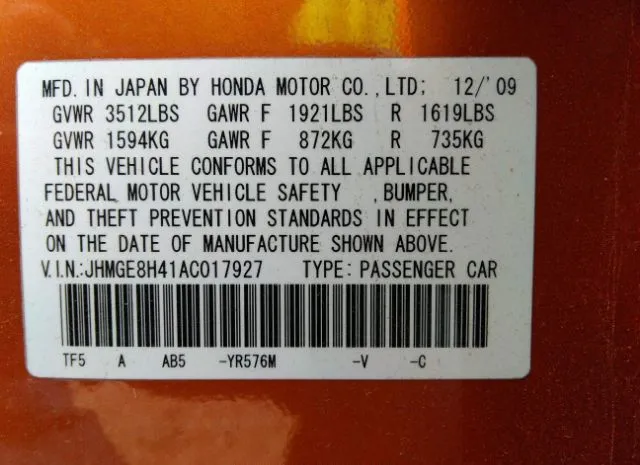 MFD. IN JAPAN BY HONDA MOTOR CO.,LTD; 12/'09
GVWR 3512LBS GAWR F 1921LBS R 1619LBS
GVWR 1594KG GAWR F 872KG R 735KG
THIS VEHICLE CONFORMS TO ALL APPLICABLE
FEDERAL MOTOR VEHICLE SAFETY , BUMPER,
AND THEFT PREVENTION STANDARDS IN EFFECT
ON THE DATE OF MANUFACTURE SHOWN ABOVE.
V.I.N.:JHMGE8H41AC017927 TYPE: PASSENGER CAR
TF5 A AB5 -YR576M -V -C